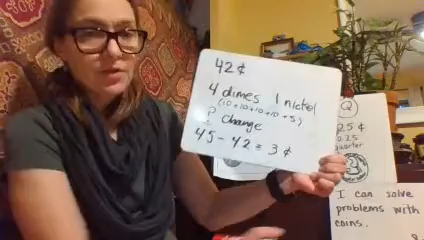 42¢
4 dimes 1 nickel
(10+10+10+10+5)
? change
45-42 = 3¢
Q
25¢
0.25
quarter
I can solve
problems with
coins.